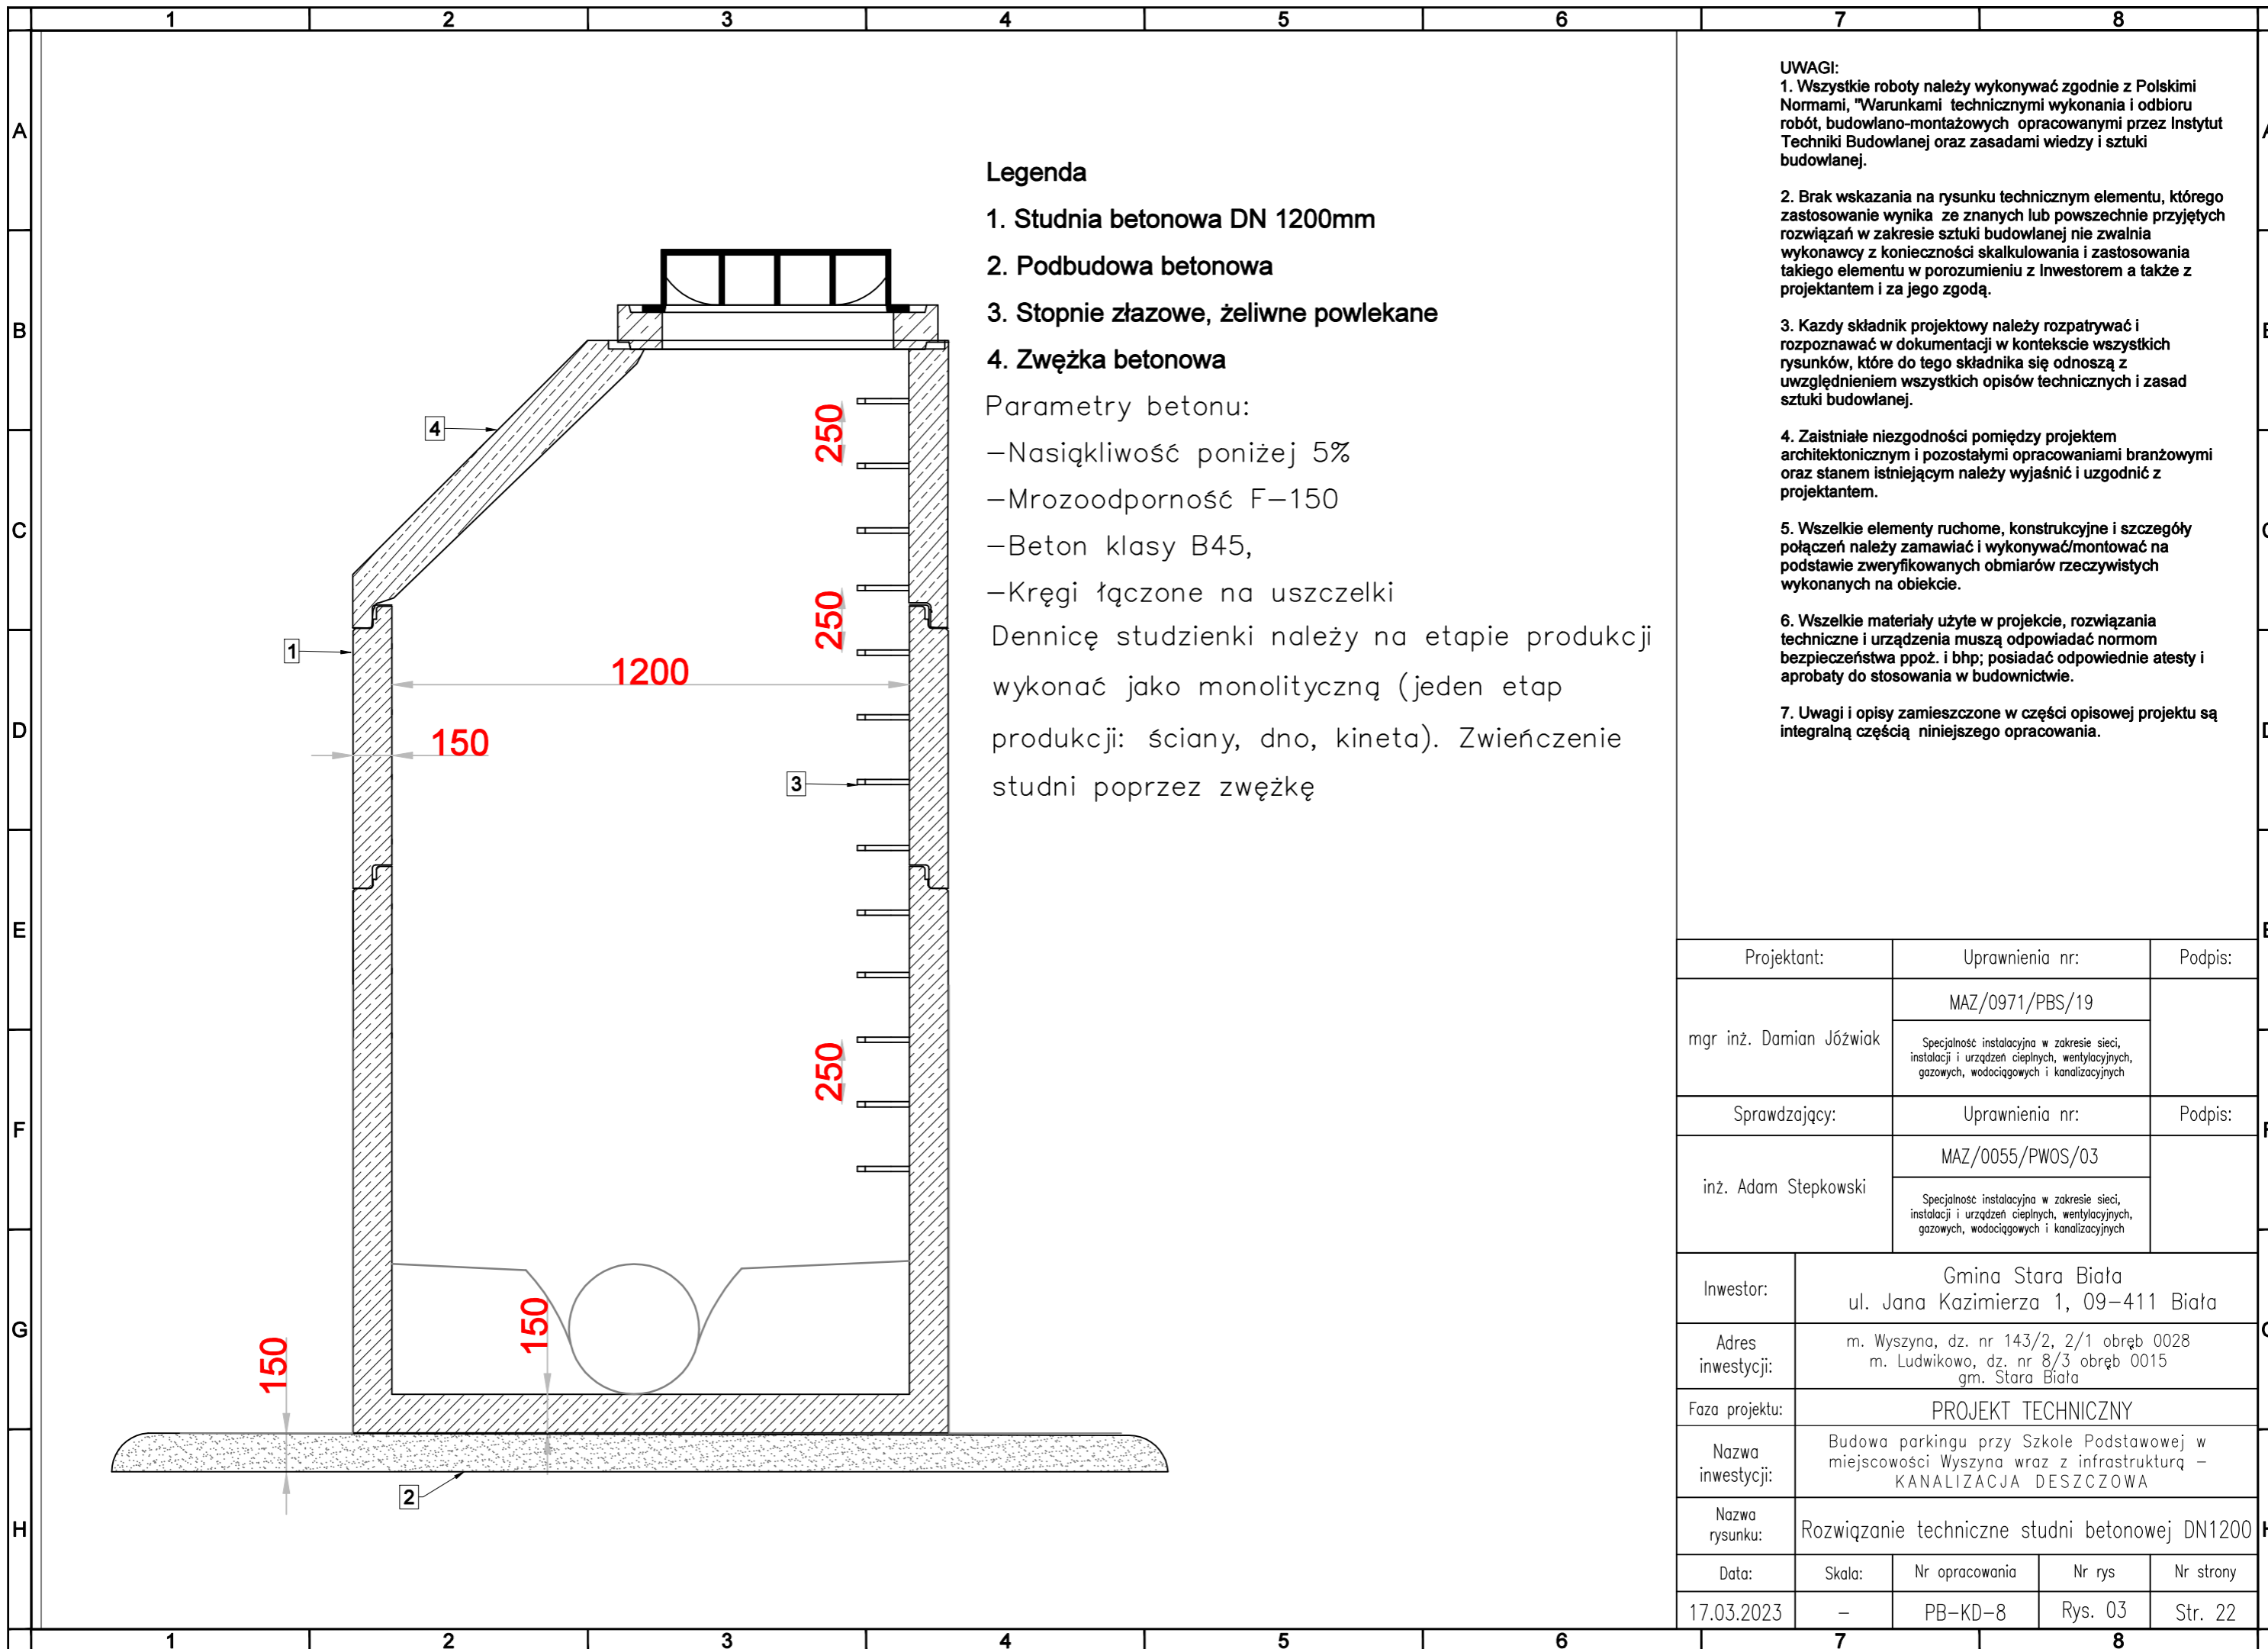 1 2 3 4 5 6 7 8
A
B
C
D
E
F
G
H
Legenda
1. Studnia betonowa DN 1200mm
2. Podbudowa betonowa
3. Stopnie złazowe, żeliwne powlekane
4. Zwężka betonowa
Parametry betonu:
-Nasiąkliwość poniżej 5%
-Mrozoodporność F-150
-Beton klasy B45,
-Kręgi łączone na uszczelki
Dennicę studzienki należy na etapie produkcji
wykonać jako monolityczną (jeden etap
produkcji: ściany, dno, kineta). Zwieńczenie
studni poprzez zwężkę
4
250
250
1
1200
150
3
250
150
150
2
UWAGI:
1. Wszystkie roboty należy wykonywać zgodnie z Polskimi
Normami, "Warunkami technicznymi wykonania i odbioru
robót, budowlano-montażowych opracowanymi przez Instytut
Techniki Budowlanej oraz zasadami wiedzy i sztuki
budowlanej.
2. Brak wskazania na rysunku technicznym elementu, którego
zastosowanie wynika ze znanych lub powszechnie przyjętych
rozwiązań w zakresie sztuki budowlanej nie zwalnia
wykonawcy z konieczności skalkulowania i zastosowania
takiego elementu w porozumieniu z Inwestorem a także z
projektantem i za jego zgodą.
3. Kazdy składnik projektowy należy rozpatrywać i
rozpoznawać w dokumentacji w kontekscie wszystkich
rysunków, które do tego składnika się odnoszą z
uwzględnieniem wszystkich opisów technicznych i zasad
sztuki budowlanej.
4. Zaistniałe niezgodności pomiędzy projektem
architektonicznym i pozostałymi opracowaniami branżowymi
oraz stanem istniejącym należy wyjaśnić i uzgodnić z
projektantem.
5. Wszelkie elementy ruchome, konstrukcyjne i szczegóły
połączeń należy zamawiać i wykonywać/montować na
podstawie zweryfikowanych obmiarów rzeczywistych
wykonanych na obiekcie.
6. Wszelkie materiały użyte w projekcie, rozwiązania
techniczne i urządzenia muszą odpowiadać normom
bezpieczeństwa ppoż. i bhp; posiadać odpowiednie atesty i
aprobaty do stosowania w budownictwie.
7. Uwagi i opisy zamieszczone w części opisowej projektu są
integralną częścią niniejszego opracowania.
Projektant: Uprawnienia nr: Podpis:
mgr inż. Damian Jóźwiak
MAZ/0971/PBS/19
Specjalność instalacyjna w zakresie sieci,
instalacji i urządzeń cieplnych, wentylacyjnych,
gazowych, wodociągowych i kanalizacyjnych
Sprawdzający: Uprawnienia nr: Podpis:
inż. Adam Stepkowski
MAZ/0055/PWOS/03
Specjalność instalacyjna w zakresie sieci,
instalacji i urządzeń cieplnych, wentylacyjnych,
gazowych, wodociągowych i kanalizacyjnych
Inwestor:
Gmina Stara Biała
ul. Jana Kazimierza 1, 09-411 Biała
Adres
inwestycji:
m. Wyszyna, dz. nr 143/2, 2/1 obręb 0028
m. Ludwikowo, dz. nr 8/3 obręb 0015
gm. Stara Biała
Faza projektu: PROJEKT TECHNICZNY
Nazwa
inwestycji:
Budowa parkingu przy Szkole Podstawowej w
miejscowości Wyszyna wraz z infrastrukturą -
KANALIZACJA DESZCZOWA
Nazwa
rysunku:
Rozwiązanie techniczne studni betonowej DN1200
Data: Skala: Nr opracowania Nr rys Nr strony
17.03.2023 - PB-KD-8 Rys. 03 Str. 22
1 2 3 4 5 6 7 8